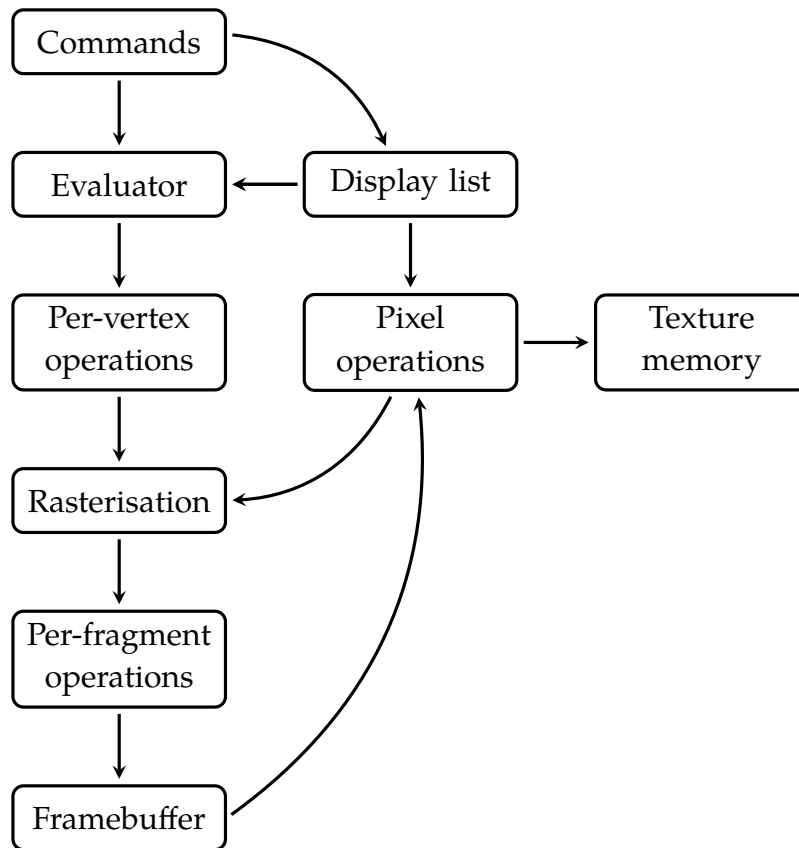 Commands
Evaluator
Display list
Per-vertex
operations
Pixel
operations
Texture
memory
Rasterisation
Per-fragment
operations
Framebuffer